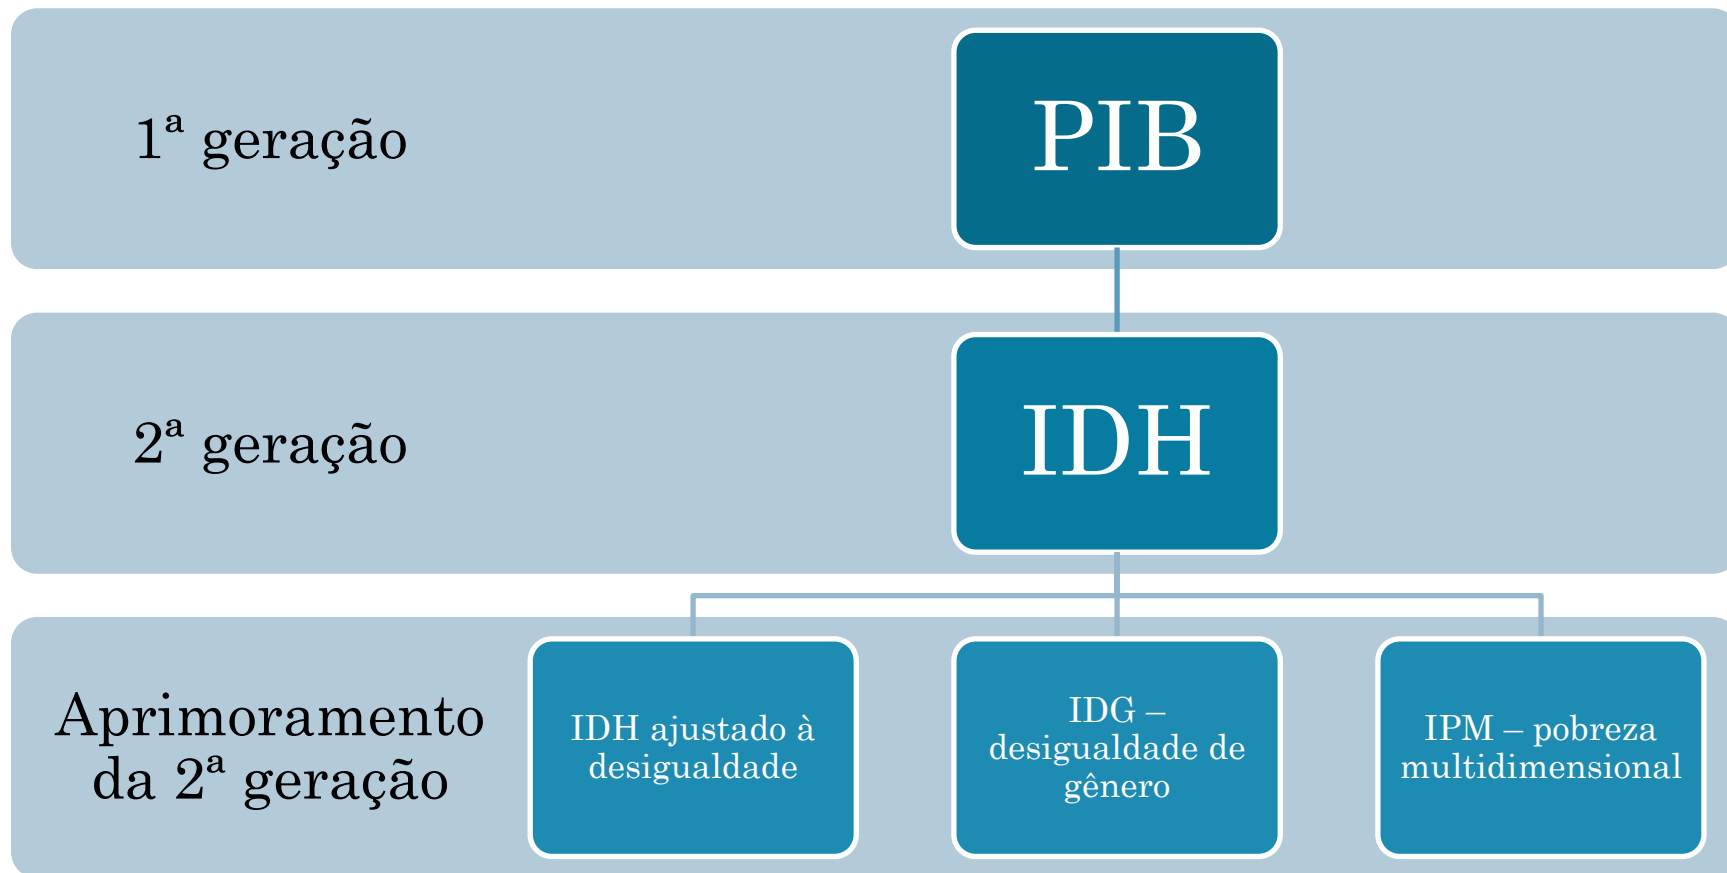 1ª geração
PIB
2ª geração
IDH
Aprimoramento
da 2ª geração
IDH ajustado à
desigualdade
IDG –
desigualdade de
gênero
IPM – pobreza
multidimensional